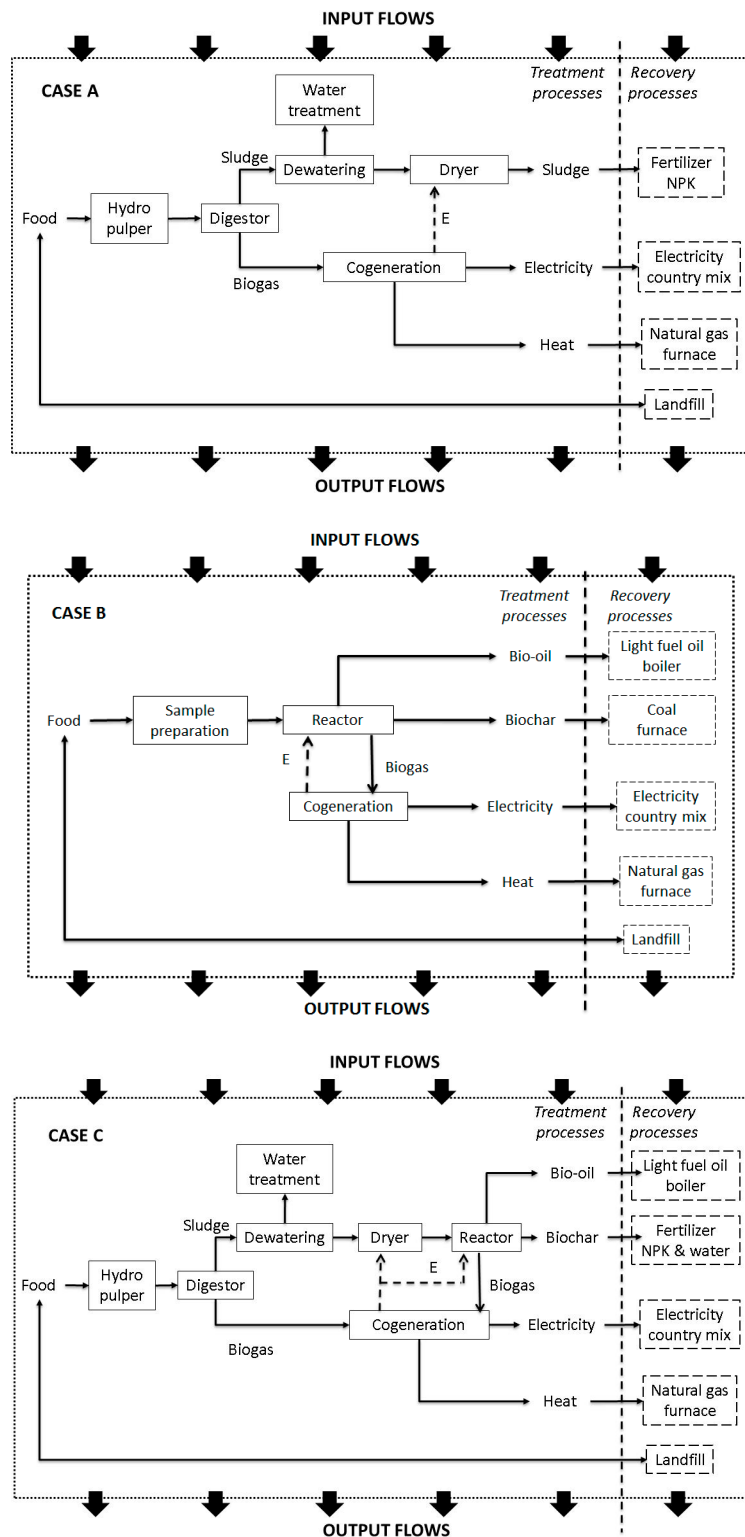 INPUT FLOWS
CASE A
Treatment
processes
Recovery
processes
Water
treatment
Sludge
Dewatering
Dryer
Sludge
Fertilizer
NPK
Food
Hydro
pulper
Digestor
E
Biogas
Cogeneration
Electricity
Electricity
country mix
Heat
Natural gas
furnace
Landfill
OUTPUT FLOWS
INPUT FLOWS
CASE B
Treatment
processes
Recovery
processes
Bio-oil
Light fuel oil
boiler
Food
Sample
preparation
Reactor
Biochar
Coal
furnace
E
Biogas
Cogeneration
Electricity
Electricity
country mix
Heat
Natural gas
furnace
Landfill
OUTPUT FLOWS
INPUT FLOWS
CASE C
Treatment
processes
Recovery
processes
Water
treatment
Bio-oil
Light fuel oil
boiler
Sludge
Dewatering
Dryer
Reactor
Biochar
Fertilizer
NPK & water
Food
Hydro
pulper
Digestor
E
Biogas
Biogas
Cogeneration
Electricity
Electricity
country mix
Heat
Natural gas
furnace
Landfill
OUTPUT FLOWS